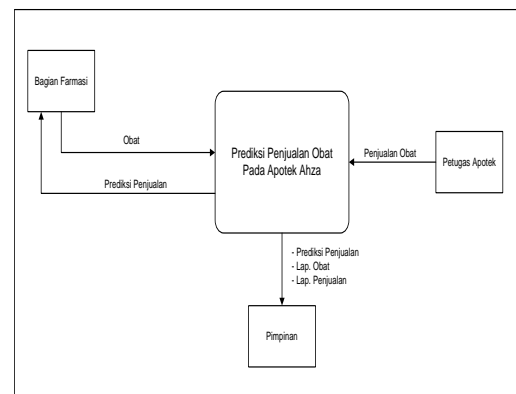 Bagian Farmasi
Obat
Prediksi Penjualan
Prediksi Penjualan Obat
Pada Apotek Ahza
Penjualan Obat
Petugas Apotek
- Prediksi Penjualan
- Lap. Obat
- Lap. Penjualan
Pimpinan